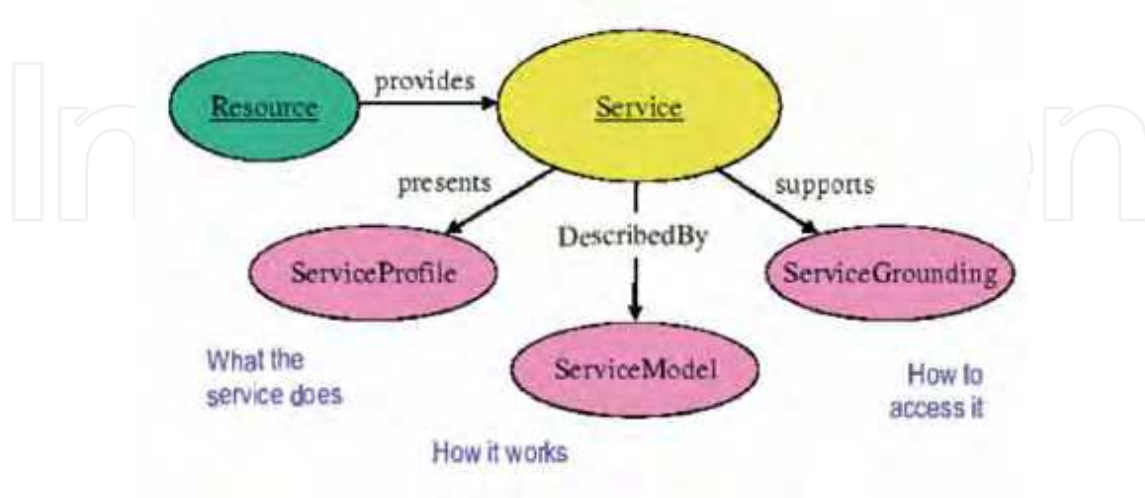 provides
Resource
Service
presents
supports
DescribedBy
ServiceProfile
ServiceGrounding
ServiceModel
What the
service does
How to
access it
How it works